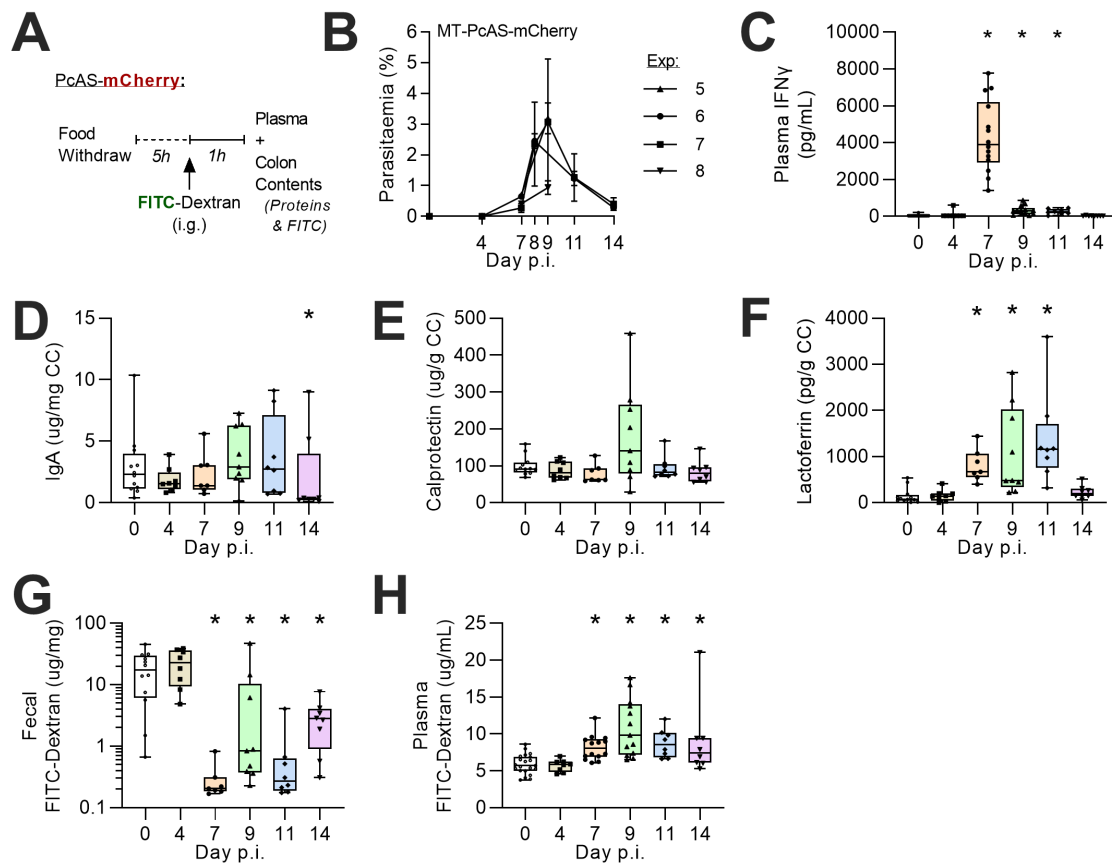 A
PcAS-mCherry:
Food
Withdraw
5h
1h
Plasma
+
Colon
Contents
(Proteins
& FITC)
FITC-Dextran
(i.g.)
B
MT-PcAS-mCherry
Parasitaemia (%)
6
5
4
3
2
1
0
4 7 8 9 11 14
Day p.i.
Exp:
5
6
7
8
C
Plasma IFNγ
(pg/mL)
10000
8000
6000
4000
2000
0
* * *
0 4 7 9 11 14
Day p.i.
D
IgA (ug/mg CC)
15
10
5
0
*
0 4 7 9 11 14
Day p.i.
E
Calprotectin (ug/g CC)
500
400
300
200
100
0
0 4 7 9 11 14
Day p.i.
F
Lactoferrin (pg/g CC)
4000
3000
2000
1000
0
* * *
0 4 7 9 11 14
Day p.i.
G
Fecal
FITC-Dextran (ug/mg)
100
10
1
0.1
* * * *
0 4 7 9 11 14
Day p.i.
H
Plasma
FITC-Dextran (ug/mL)
25
20
15
10
5
0
* * * *
0 4 7 9 11 14
Day p.i.